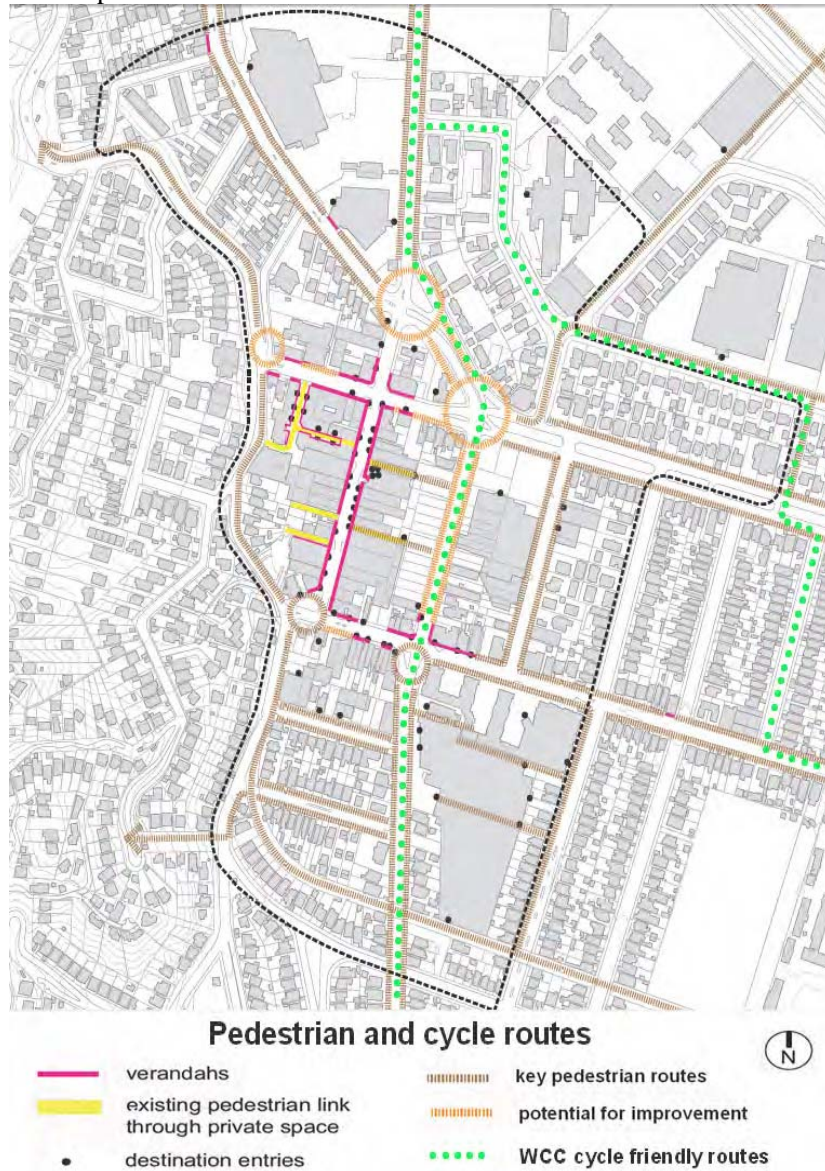 Pedestrian and cycle routes
N
verandahs
existing pedestrian link
through private space
destination entries
key pedestrian routes
potential for improvement
WCC cycle friendly routes